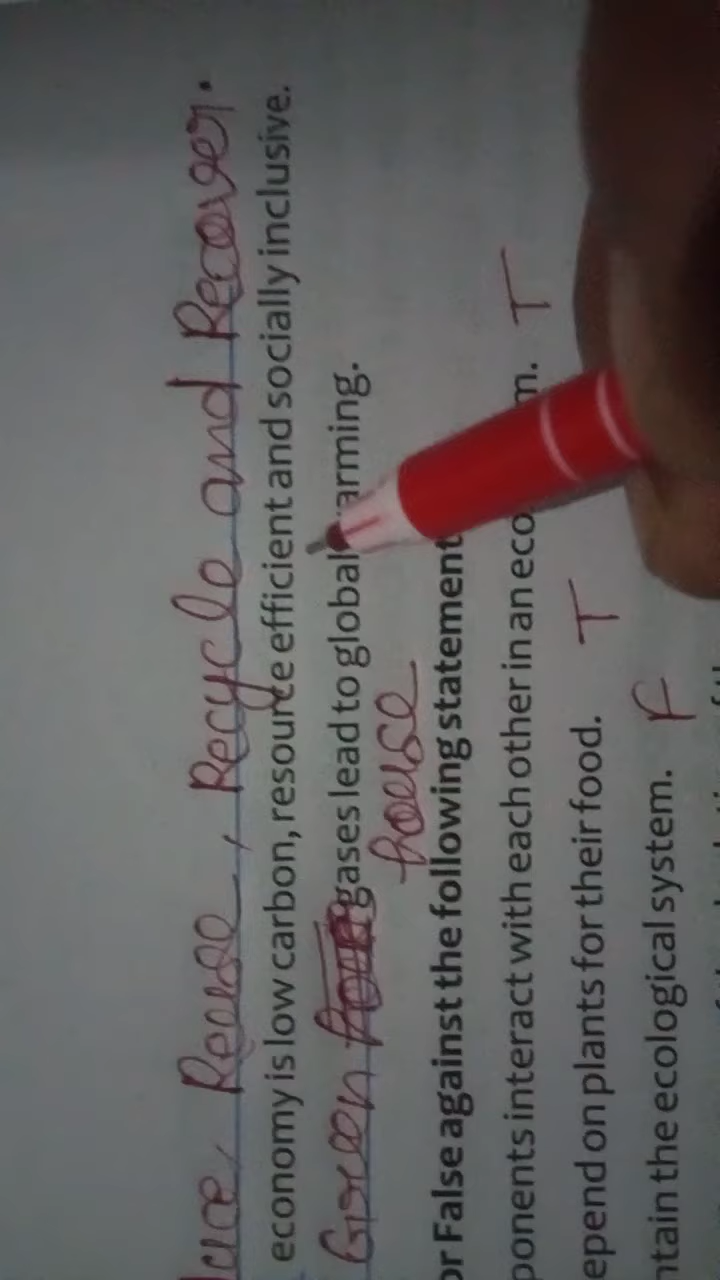 Reuse, Recycle and Recover.
economy is low carbon, resource efficient and socially inclusive.
Green gases lead to global arming.
house
or False against the following statement
ponents interact with each other in an eco m. T
epend on plants for their food. T
ntain the ecological system. F